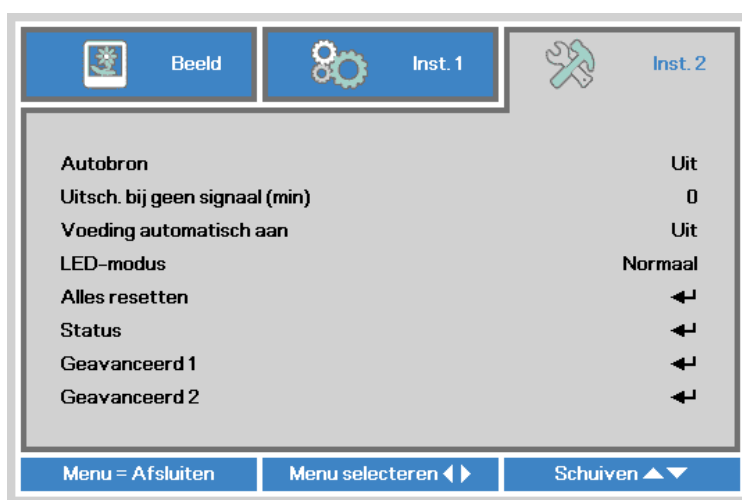 Beeld
Inst. 1
Inst. 2
Autobron Uit
Uitsch. bij geen signaal (min) 0
Voeding automatisch aan Uit
LED-modus Normaal
Alles resetten
Status
Geavanceerd 1
Geavanceerd 2
Menu = Afsluiten
Menu selecteren
Schuiven